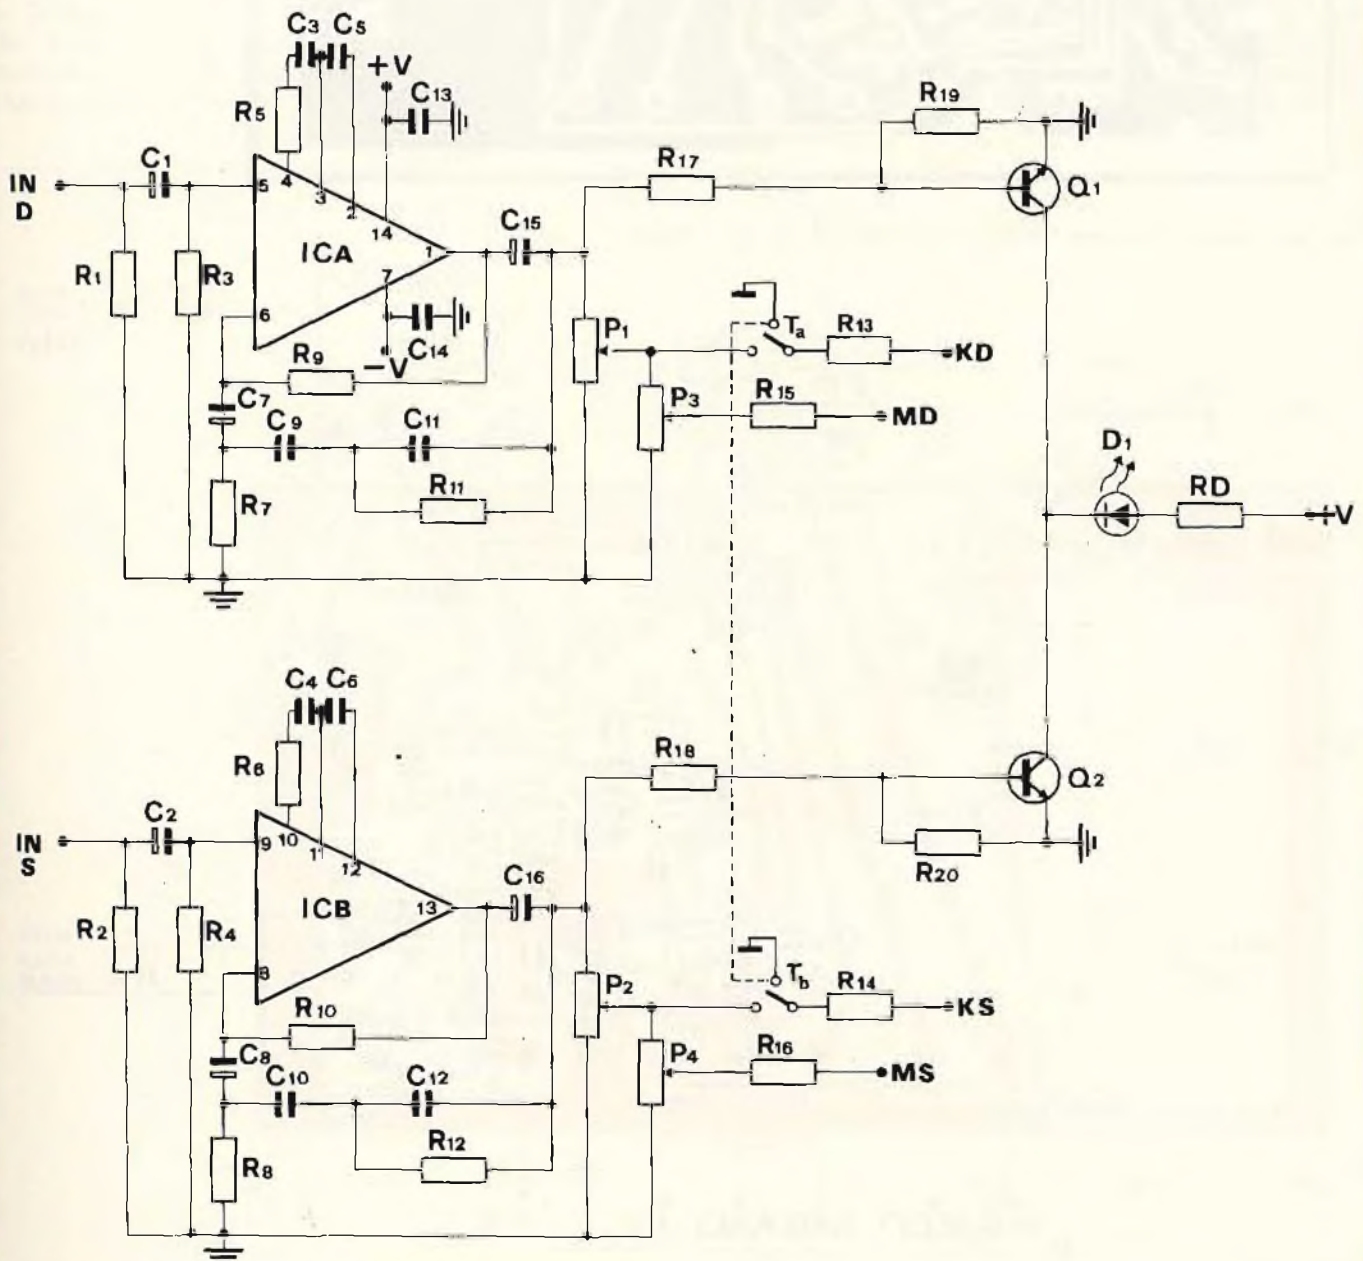 C3 C5
+V
R5
C13
R19
IN
D
C1
4
3
2
14
5
R17
Q1
ICA
1
C15
R1
R3
7
6
P1
Ta
R13
KD
C14
-V
R9
C7
C9
C11
P3
R15
MD
R7
R11
D1
RD
+V
C4 C6
R6
R18
Q2
IN
S
C2
9
10
11
12
R20
ICB
13
C16
R2
R4
8
P2
Tb
R14
KS
R10
C8
C10
C12
P4
R16
MS
R8
R12